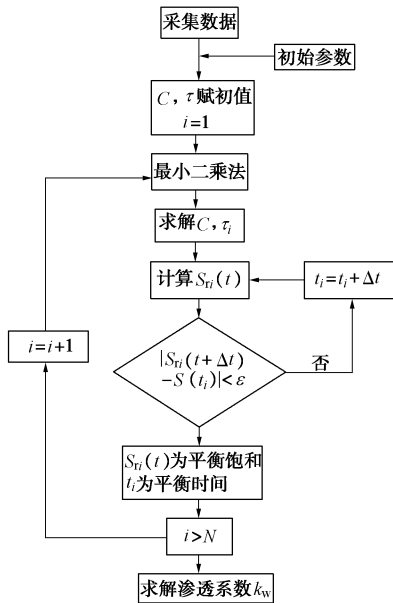 采集数据
初始参数
C, τ赋初值
i=1
最小二乘法
求解C, τi
计算Sri(t)
ti=ti+Δt
i=i+1
|Sri(t+Δt)
-S(ti)|<ε
否
Sri(t)为平衡饱和
ti为平衡时间
i>N
求解渗透系数kw